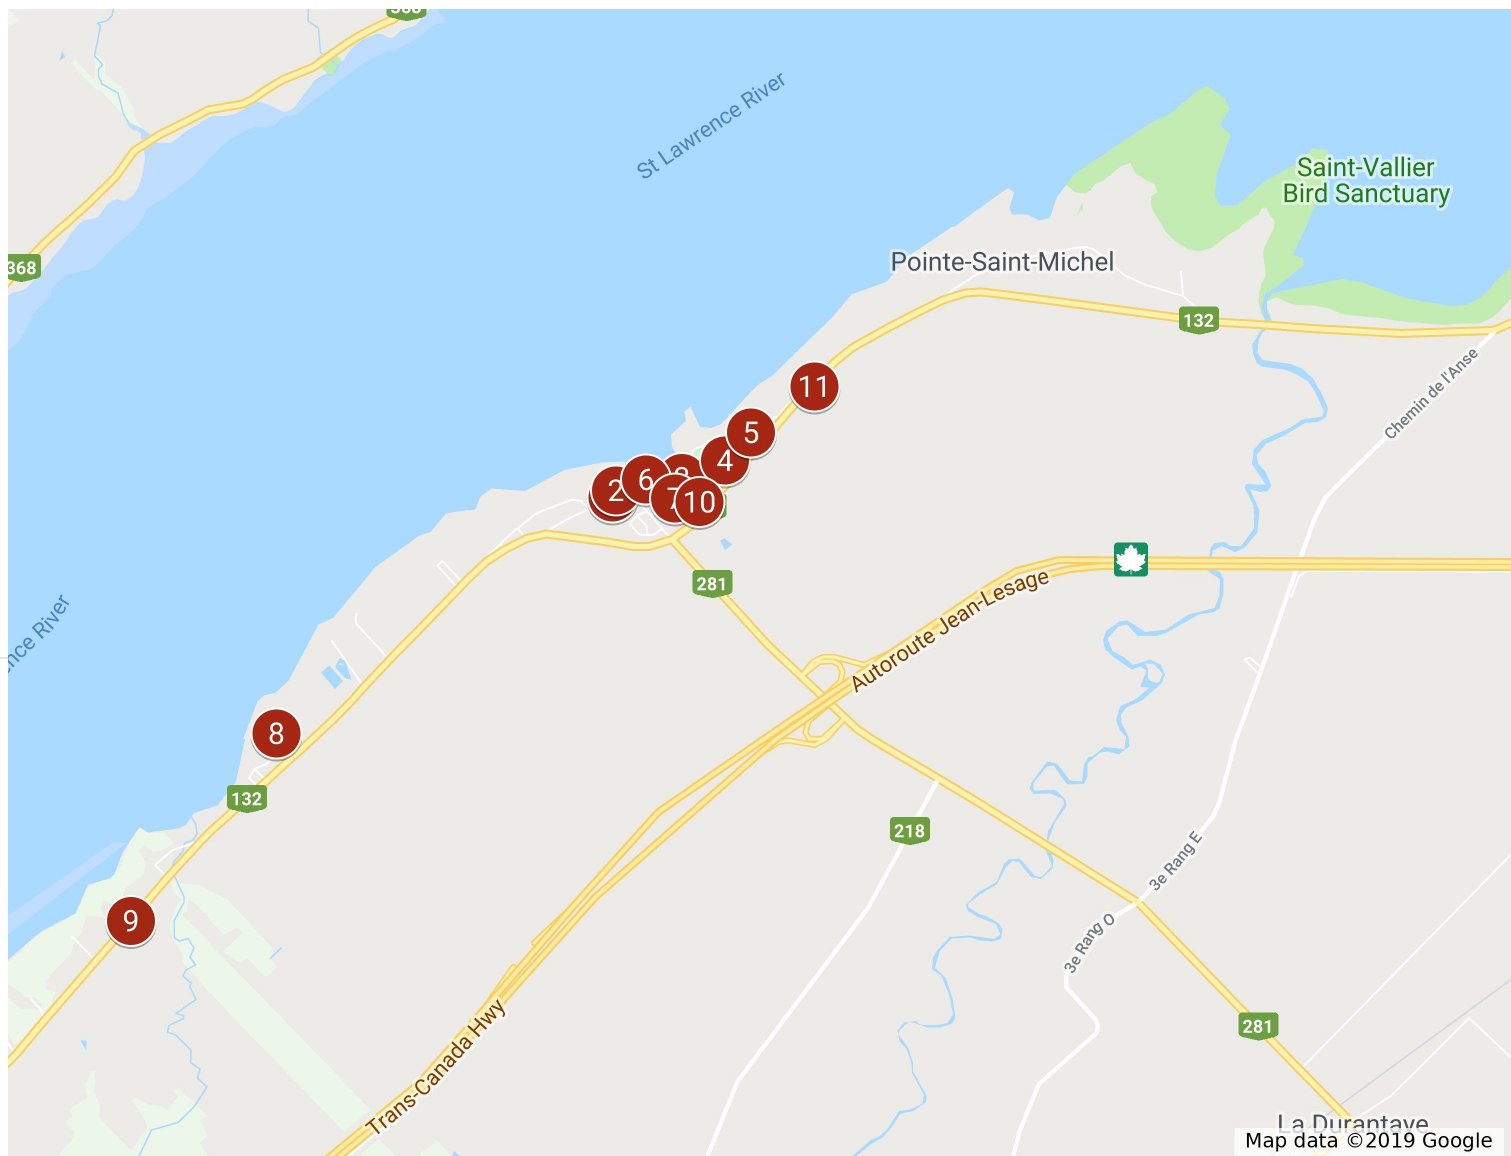 St Lawrence River
Saint-Vallier
Bird Sanctuary
Pointe-Saint-Michel
368
132
Chemin de l'Anse
11
5
4
6
2
7
10
281
Autoroute Jean-Lesage
River
8
132
218
3e Rang E
9
3e Rang O
Trans-Canada Hwy
281
La Durantaye
Map data ©2019 Google